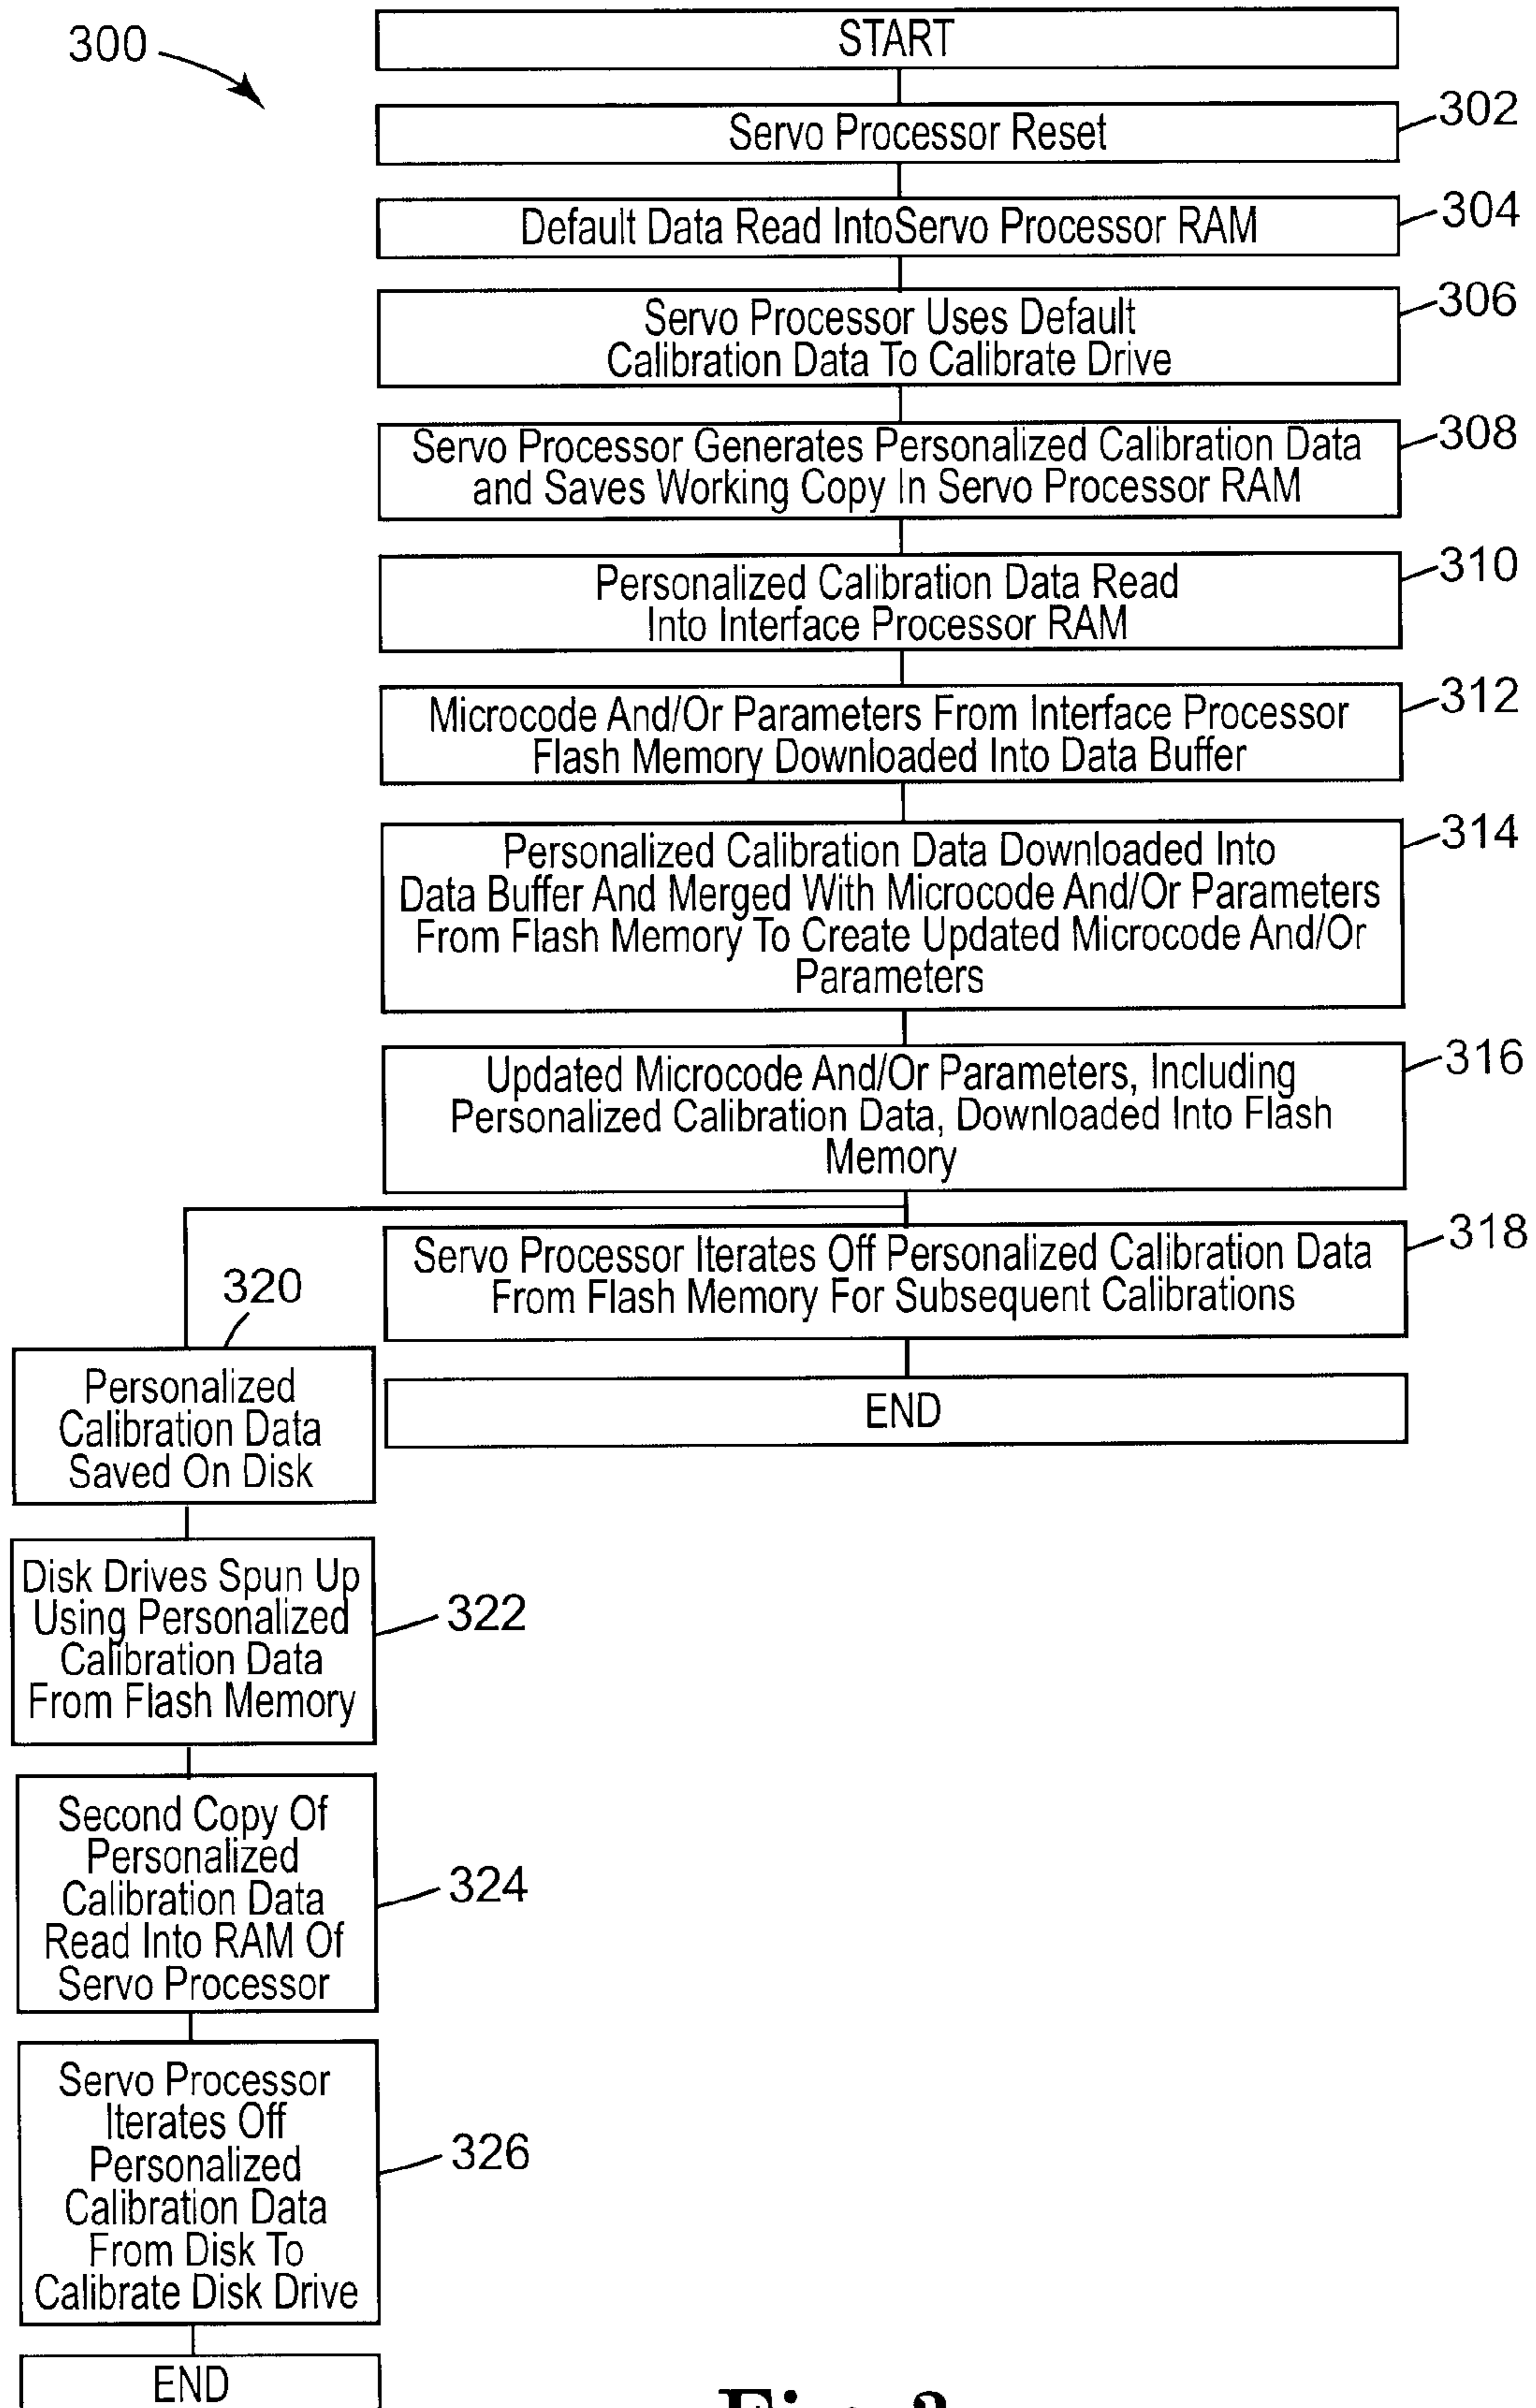 300
START
Servo Processor Reset
302
Default Data Read IntoServo Processor RAM
304
Servo Processor Uses Default
Calibration Data To Calibrate Drive
306
Servo Processor Generates Personalized Calibration Data
and Saves Working Copy In Servo Processor RAM
308
Personalized Calibration Data Read
Into Interface Processor RAM
310
Microcode And/Or Parameters From Interface Processor
Flash Memory Downloaded Into Data Buffer
312
Personalized Calibration Data Downloaded Into
Data Buffer And Merged With Microcode And/Or Parameters
From Flash Memory To Create Updated Microcode And/Or
Parameters
314
Updated Microcode And/Or Parameters, Including
Personalized Calibration Data, Downloaded Into Flash
Memory
316
Servo Processor Iterates Off Personalized Calibration Data
From Flash Memory For Subsequent Calibrations
318
END
320
Personalized
Calibration Data
Saved On Disk
Disk Drives Spun Up
Using Personalized
Calibration Data
From Flash Memory
322
Second Copy Of
Personalized
Calibration Data
Read Into RAM Of
Servo Processor
324
Servo Processor
Iterates Off
Personalized
Calibration Data
From Disk To
Calibrate Disk Drive
326
END